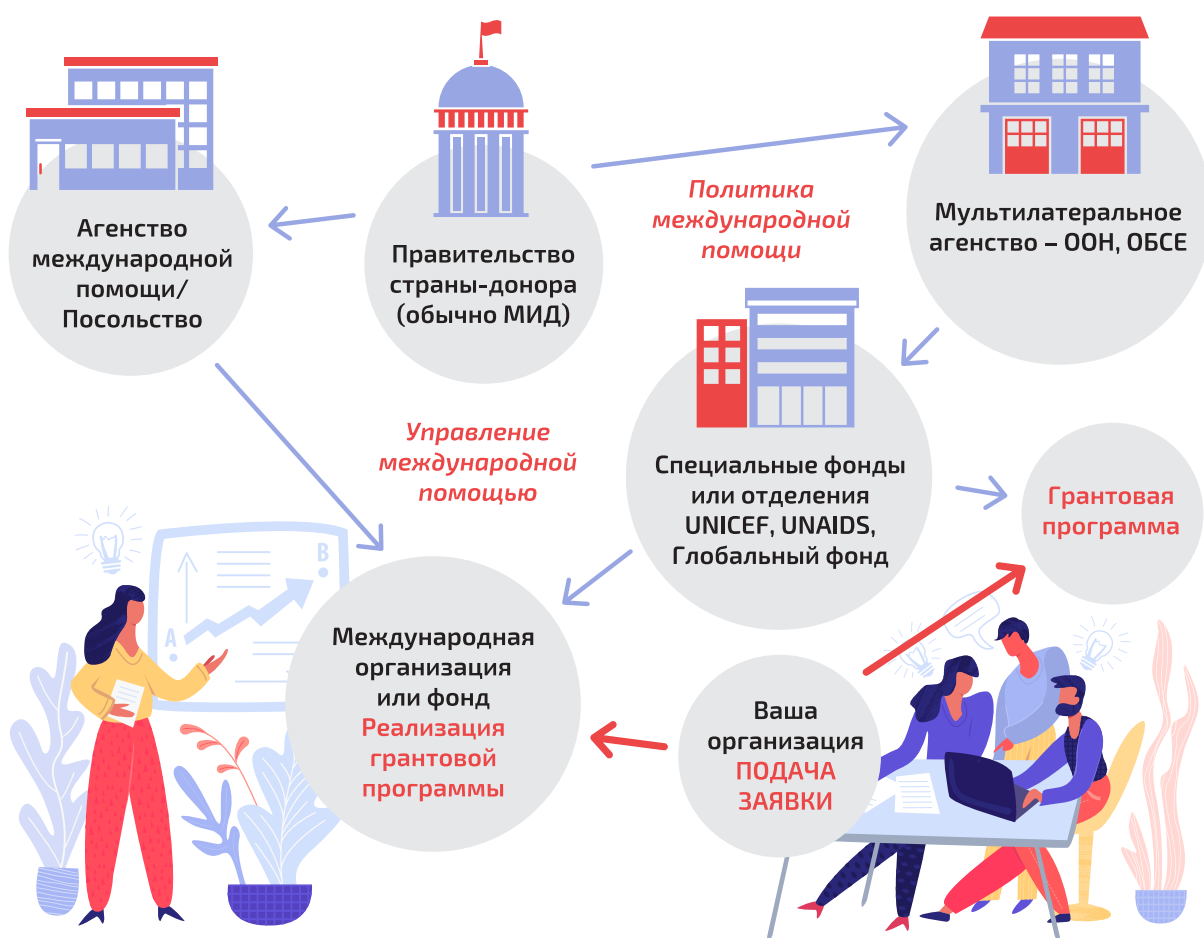 Агенство
международной
помощи/
Посольство
Правительство
страны-донора
(обычно МИД)
Политика
международной
помощи
Мультилатеральное
агенство – ООН, ОБСЕ
Управление
международной
помощью
Специальные фонды
или отделения
UNICEF, UNAIDS,
Глобальный фонд
Грантовая
программа
A
B
Международная
организация
или фонд
Реализация
грантовой
программы
Ваша
организация
ПОДАЧА
ЗАЯВКИ